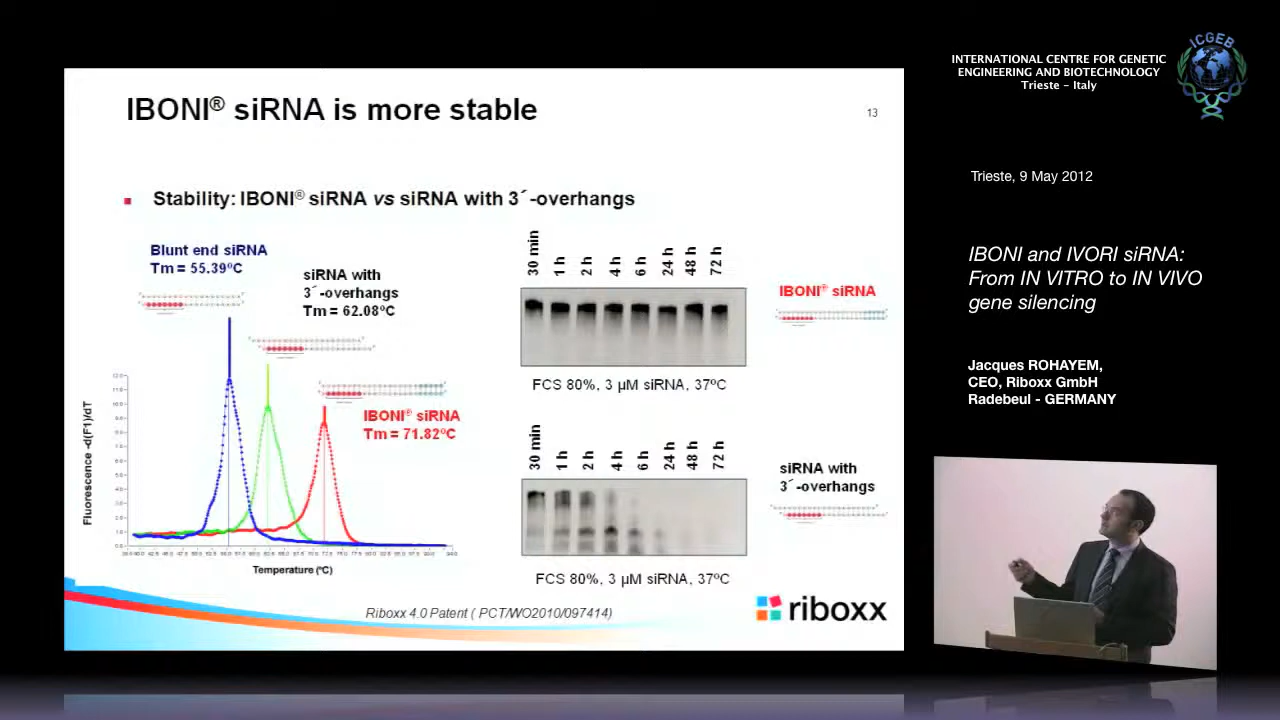 IBONI® siRNA is more stable
13
Stability: IBONI® siRNA vs siRNA with 3´-overhangs
Blunt end siRNA
Tm = 55.39ºC
siRNA with
3´-overhangs
Tm = 62.08ºC
IBONI® siRNA
Tm = 71.82ºC
Fluorescence -d(F1)/dT
Temperature (ºC)
30 min
1 h
2 h
4 h
6 h
24 h
48 h
72 h
IBONI® siRNA
FCS 80%, 3 µM siRNA, 37ºC
30 min
1 h
2 h
4 h
6 h
24 h
48 h
72 h
siRNA with
3´-overhangs
FCS 80%, 3 µM siRNA, 37ºC
Riboxx 4.0 Patent ( PCT/WO2010/097414)
riboxx
INTERNATIONAL CENTRE FOR GENETIC
ENGINEERING AND BIOTECHNOLOGY
Trieste - Italy
ICGEB
Trieste, 9 May 2012
IBONI and IVORI siRNA:
From IN VITRO to IN VIVO
gene silencing
Jacques ROHAYEM,
CEO, Riboxx GmbH
Radebeul - GERMANY